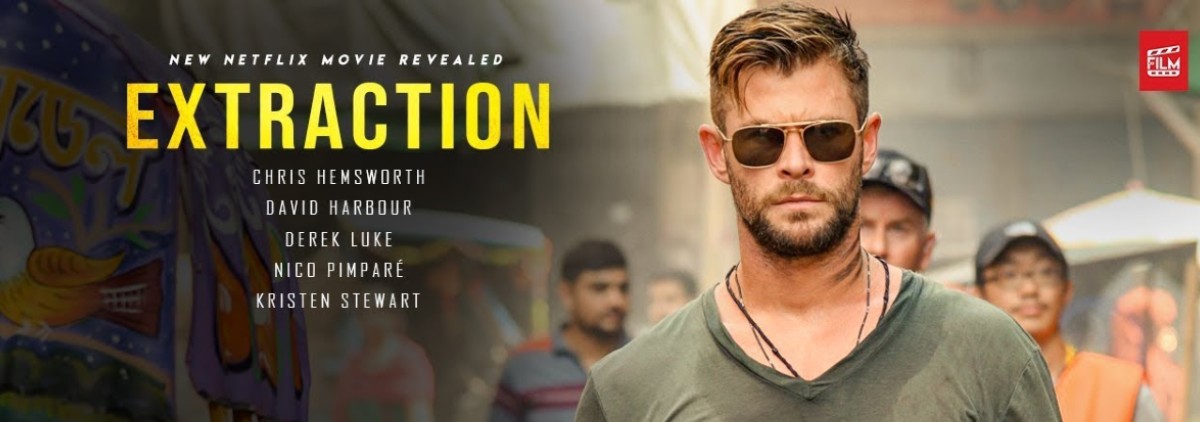 NEW NETFLIX MOVIE REVEALED
EXTRACTION
CHRIS HEMSWORTH
DAVID HARBOUR
DEREK LUKE
NICO PIMPARÉ
KRISTEN STEWART
FILM